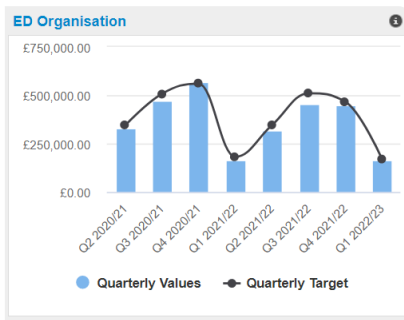 ED Organisation
£750,000.00
£500,000.00
£250,000.00
£0.00
Q2 2020/21
Q3 2020/21
Q4 2020/21
Q1 2021/22
Q2 2021/22
Q3 2021/22
Q4 2021/22
Q1 2022/23
Quarterly Values
Quarterly Target